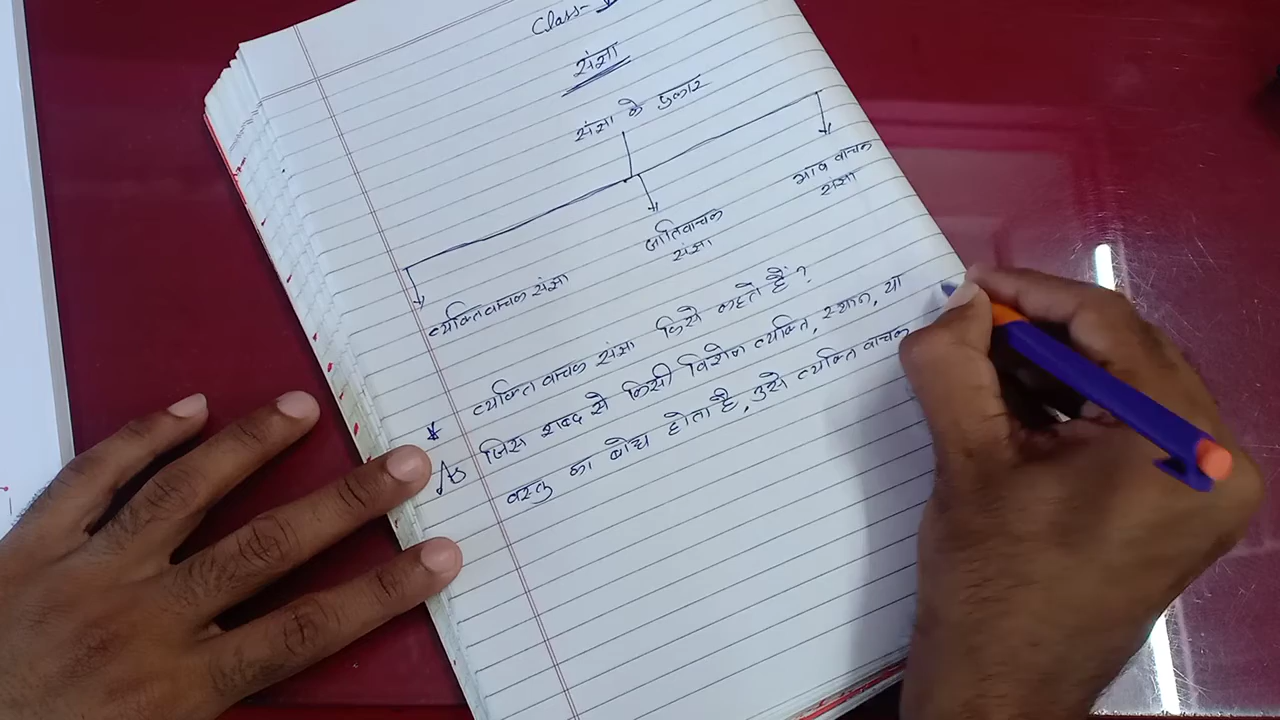 Class-
संज्ञा
संज्ञा के प्रकार
व्यक्तिवाचक संज्ञा
जातिवाचक
संज्ञा
भाव वाचक
संज्ञा
* व्यक्ति वाचक संज्ञा किसे कहते हैं?
जिस शब्द से किसी विशेष व्यक्ति, स्थान, या
वस्तु का बोध होता है, उसे व्यक्ति वाचक